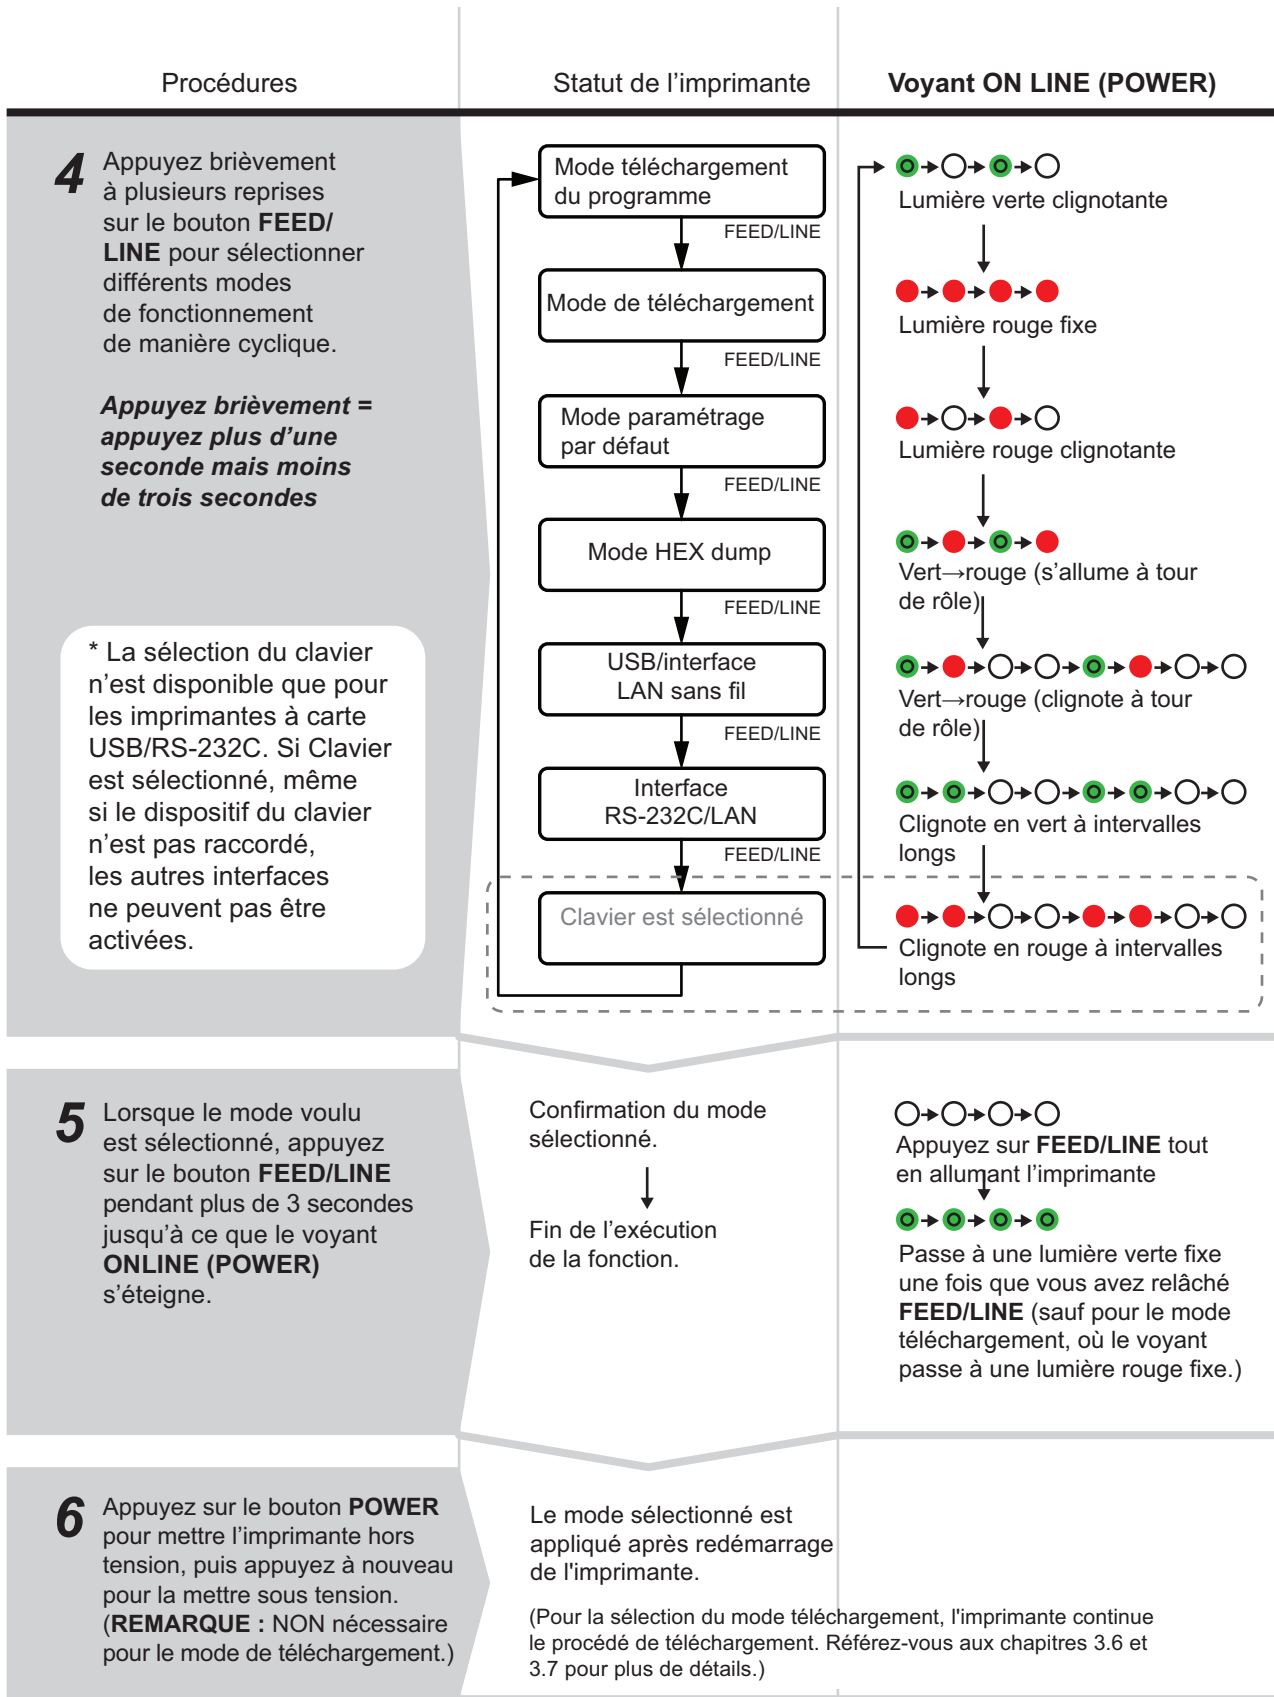 Procédures
Statut de l’imprimante
Voyant ON LINE (POWER)
4
Appuyez brièvement
à plusieurs reprises
sur le bouton FEED/
LINE pour sélectionner
différents modes
de fonctionnement
de manière cyclique.
Appuyez brièvement =
appuyez plus d’une
seconde mais moins
de trois secondes
* La sélection du clavier
n’est disponible que pour
les imprimantes à carte
USB/RS-232C. Si Clavier
est sélectionné, même
si le dispositif du clavier
n’est pas raccordé,
les autres interfaces
ne peuvent pas être
activées.
Mode téléchargement
du programme
FEED/LINE
Mode de téléchargement
FEED/LINE
Mode paramétrage
par défaut
FEED/LINE
Mode HEX dump
FEED/LINE
USB/interface
LAN sans fil
FEED/LINE
Interface
RS-232C/LAN
FEED/LINE
Clavier est sélectionné
Lumière verte clignotante
Lumière rouge fixe
Lumière rouge clignotante
Vert→rouge (s’allume à tour
de rôle)
Vert→rouge (clignote à tour
de rôle)
Clignote en vert à intervalles
longs
Clignote en rouge à intervalles
longs
5
Lorsque le mode voulu
est sélectionné, appuyez
sur le bouton FEED/LINE
pendant plus de 3 secondes
jusqu’à ce que le voyant
ONLINE (POWER)
s’éteigne.
Confirmation du mode
sélectionné.
Fin de l’exécution
de la fonction.
Appuyez sur FEED/LINE tout
en allumant l’imprimante
Passe à une lumière verte fixe
une fois que vous avez relâché
FEED/LINE (sauf pour le mode
téléchargement, où le voyant
passe à une lumière rouge fixe.)
6
Appuyez sur le bouton POWER
pour mettre l’imprimante hors
tension, puis appuyez à nouveau
pour la mettre sous tension.
(REMARQUE : NON nécessaire
pour le mode de téléchargement.)
Le mode sélectionné est
appliqué après redémarrage
de l'imprimante.
(Pour la sélection du mode téléchargement, l'imprimante continue
le procédé de téléchargement. Référez-vous aux chapitres 3.6 et
3.7 pour plus de détails.)